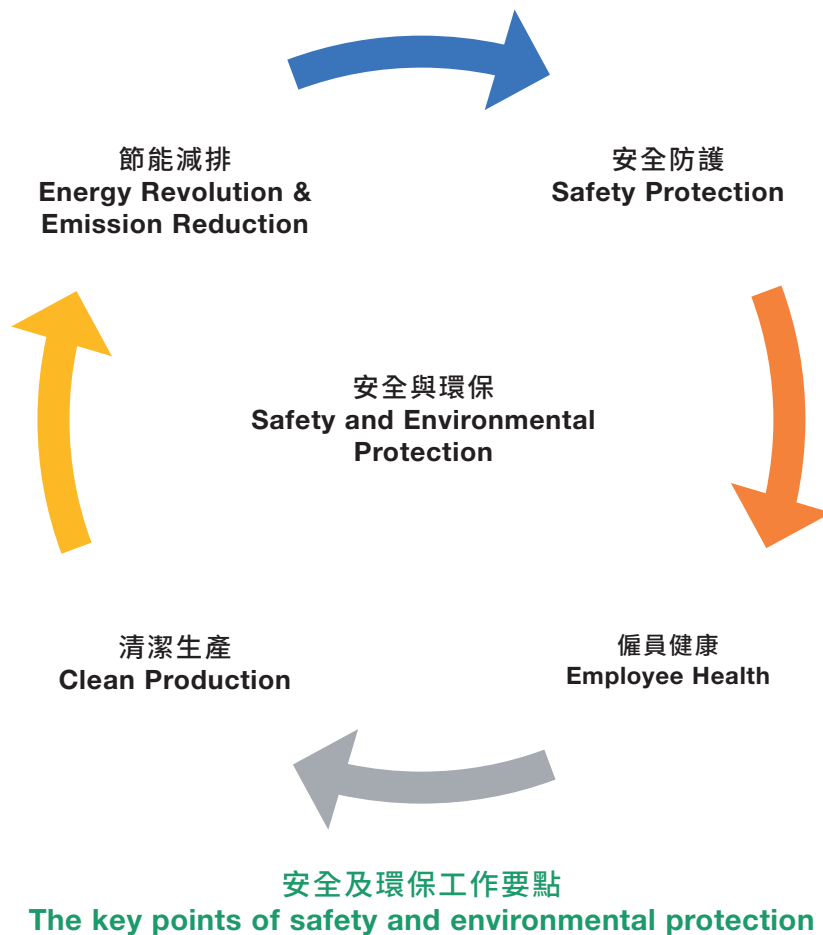 節能減排
Energy Revolution &
Emission Reduction
安全防護
Safety Protection
安全與環保
Safety and Environmental
Protection
清潔生產
Clean Production
僱員健康
Employee Health
安全及環保工作要點
The key points of safety and environmental protection